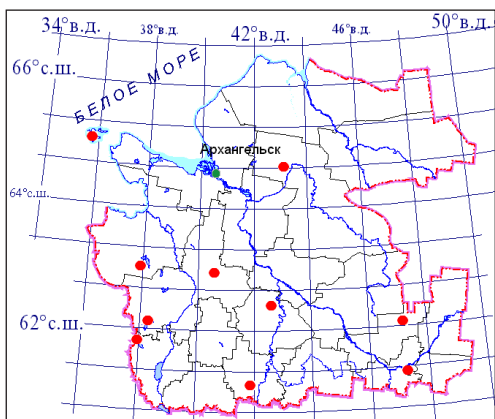 34°в.д.
38°в.д.
42°в.д.
46°в.д.
50°в.д.
66°с.ш.
БЕЛОЕ МОРЕ
Архангельск
64°с.ш.
62°с.ш.